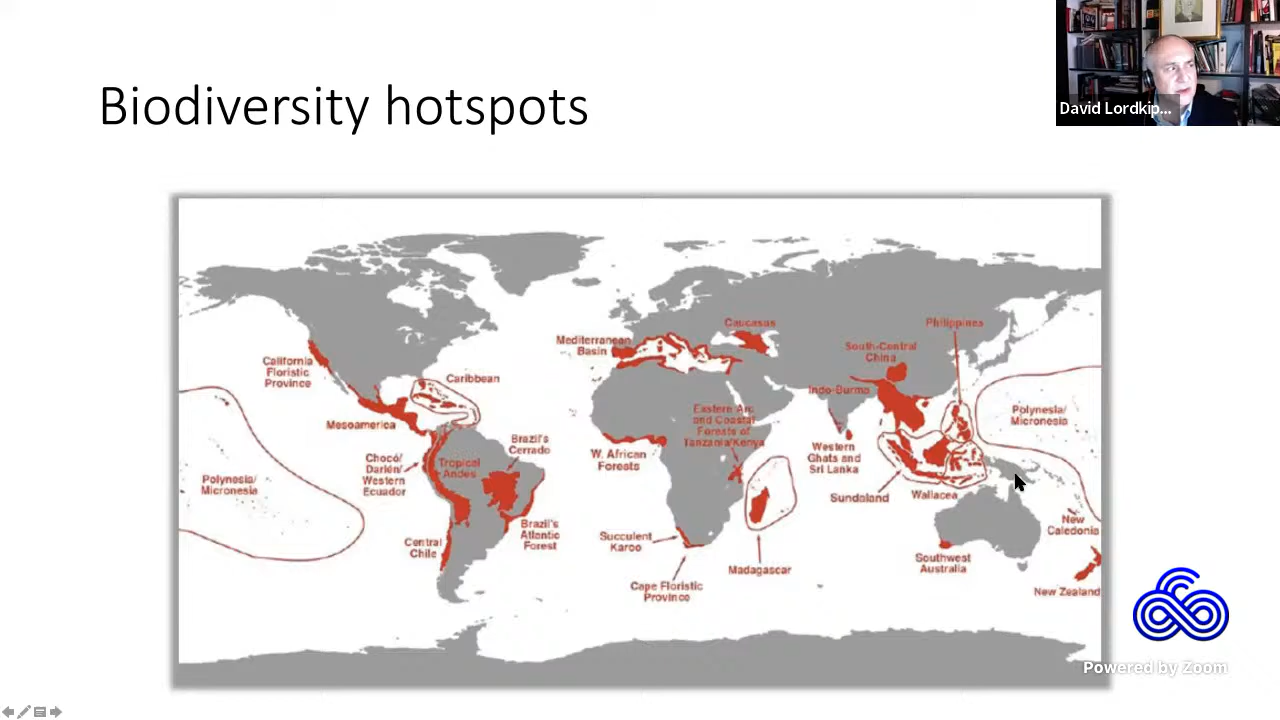 Biodiversity hotspots
David Lordkip...
Caucasas
Philippines
Mediterranean
Basin
South-Central
China
California
Floristic
Province
Caribbean
Indo-Burma
Eastern Arc
and Coastal
Forests of
Tanzania/Kenya
Polynesia/
Micronesia
Mesoamerica
Brazil's
Cerrado
W. African
Forests
Western
Ghats and
Sri Lanka
Chocó/
Darién/
Western
Ecuador
Tropical
Andes
Polynesia/
Micronesia
Sundaland
Wallacea
Brazil's
Atlantic
Forest
New
Caledonia
Central
Chile
Succulent
Karoo
Madagascar
Southwest
Australia
Cape Floristic
Province
New Zealand
Powered by Zoom